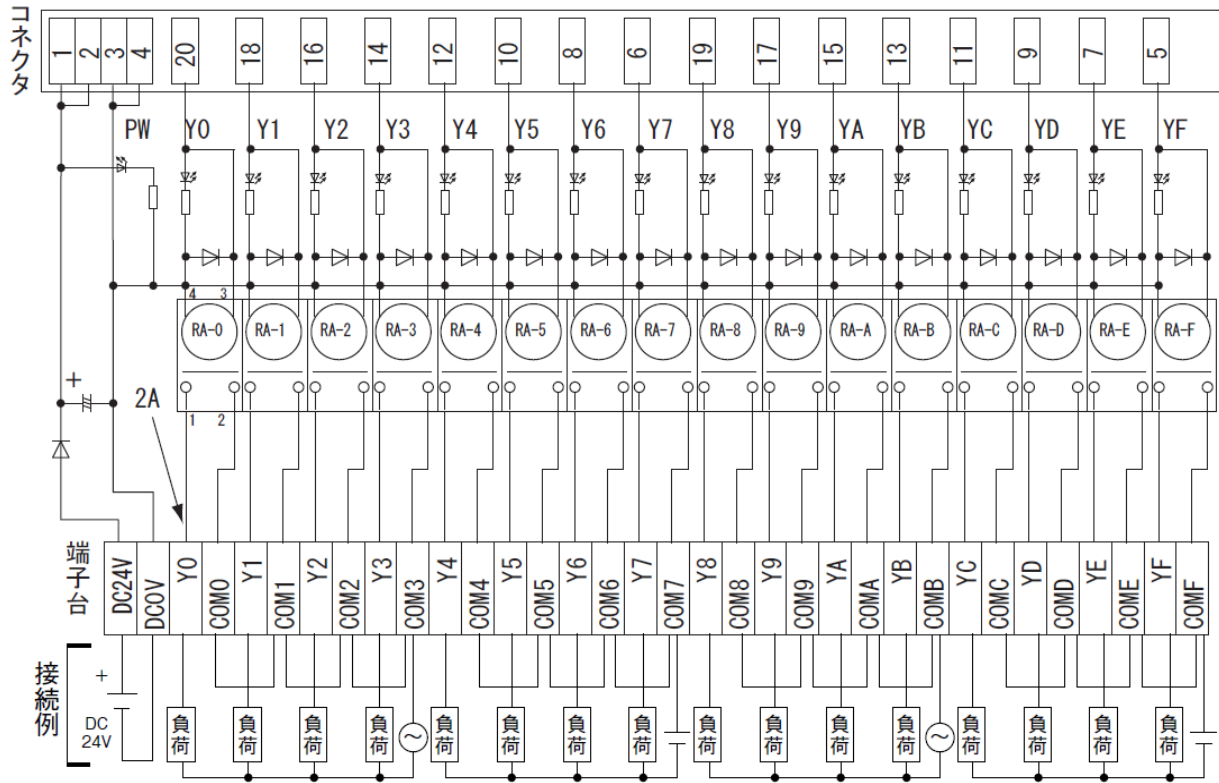 コネクタ
1 2 3 4 20 18 16 14 12 10 8 6 19 17 15 13 11 9 7 5
PW Y0 Y1 Y2 Y3 Y4 Y5 Y6 Y7 Y8 Y9 YA YB YC YD YE YF
4 3
RA-0 RA-1 RA-2 RA-3 RA-4 RA-5 RA-6 RA-7 RA-8 RA-9 RA-A RA-B RA-C RA-D RA-E RA-F
+
2A
1 2
端子台
DC24V DC0V Y0 COM0 Y1 COM1 Y2 COM2 Y3 COM3 Y4 COM4 Y5 COM5 Y6 COM6 Y7 COM7 Y8 COM8 Y9 COM9 YA COMA YB COMB YC COMC YD COMD YE COME YF COMF
接続例
+
DC
24V
負荷 負荷 負荷 負荷 負荷 負荷 負荷 負荷 負荷 負荷 負荷 負荷 負荷 負荷 負荷 負荷